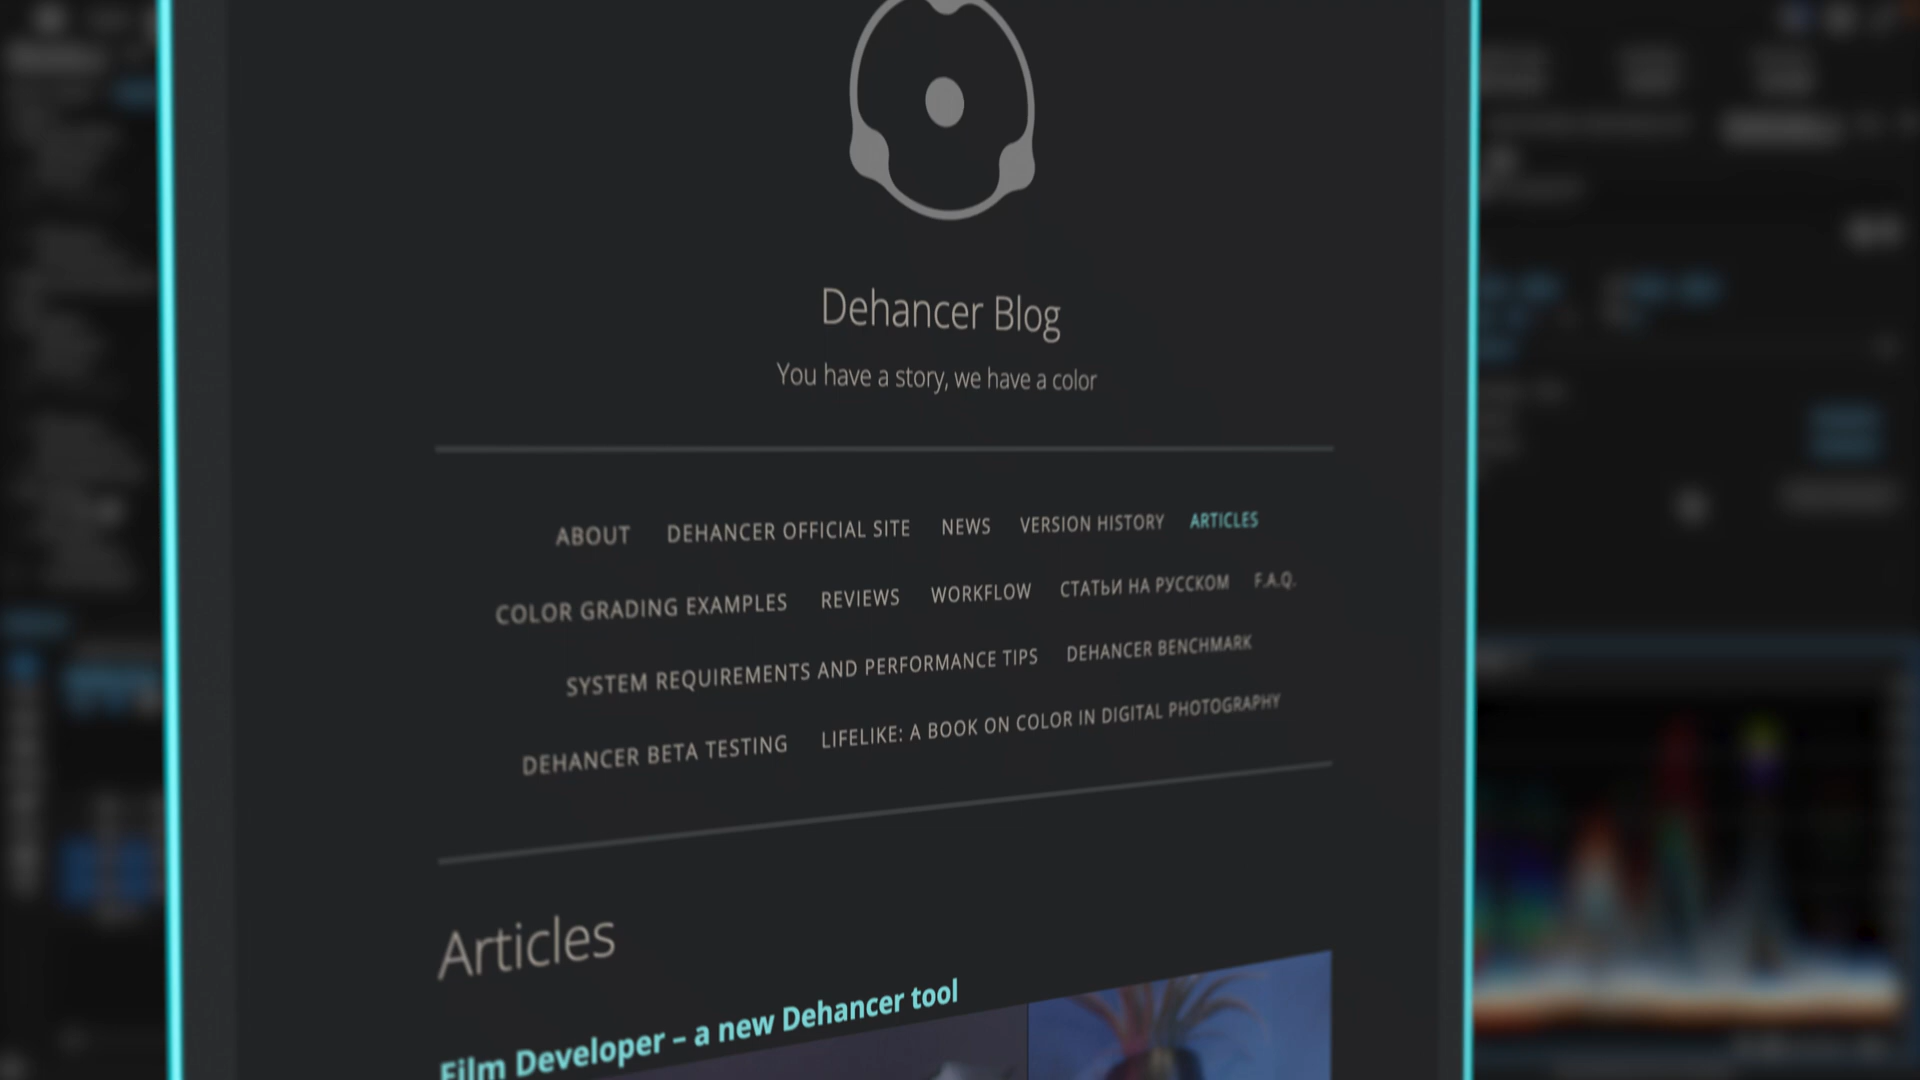 Dehancer Blog
You have a story, we have a color
ABOUT DEHANCER OFFICIAL SITE NEWS VERSION HISTORY ARTICLES
COLOR GRADING EXAMPLES REVIEWS WORKFLOW СТАТЬИ НА РУССКОМ F.A.Q.
SYSTEM REQUIREMENTS AND PERFORMANCE TIPS DEHANCER BENCHMARK
DEHANCER BETA TESTING LIFELIKE: A BOOK ON COLOR IN DIGITAL PHOTOGRAPHY
Articles
Film Developer – a new Dehancer tool